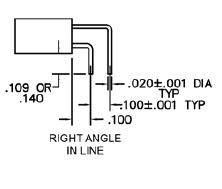 .020±.001 DIA
TYP
.109 OR
.140
.100±.001 TYP
.100
RIGHT ANGLE
IN LINE